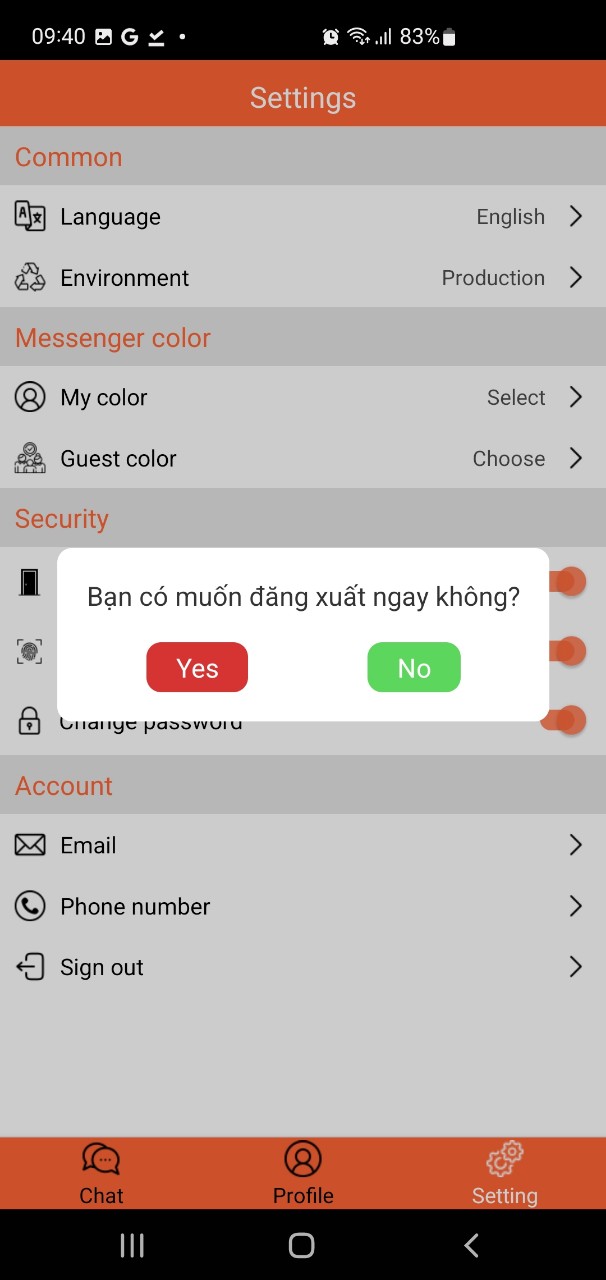 09:40
83%
Settings
Common
Language
English
Environment
Production
Messenger color
My color
Select
Guest color
Choose
Security
Bạn có muốn đăng xuất ngay không?
Yes
No
Change password
Account
Email
Phone number
Sign out
Chat
Profile
Setting